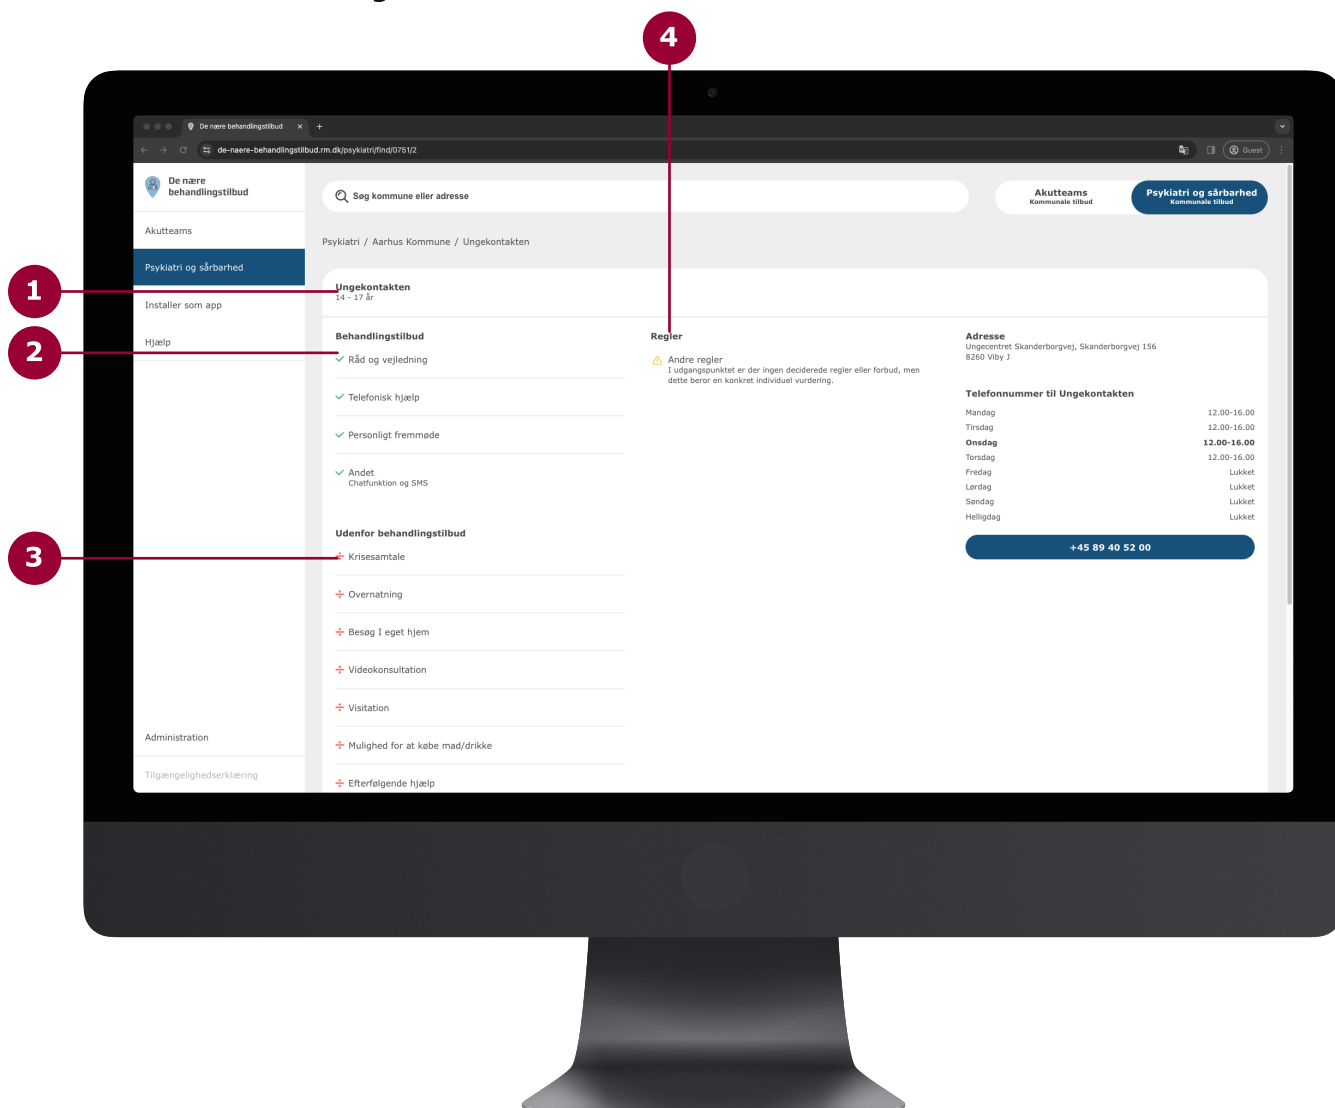 4
De nære behandlingstilbud
de-naere-behandlingstilbud.rm.dk/psykiatri/find/0751/2
Guest
De nære
behandlingstilbud
Søg kommune eller adresse
Akutteams
Kommunale tilbud
Psykiatri og sårbarhed
Kommunale tilbud
Akutteams
Psykiatri og sårbarhed
Installer som app
Hjælp
Administration
Tilgængelighedserklæring
Psykiatri / Aarhus Kommune / Ungekontakten
1
Ungekontakten
14 - 17 år
2
Behandlingstilbud
Råd og vejledning
Telefonisk hjælp
Personligt fremmøde
Andet
Chatfunktion og SMS
3
Udenfor behandlingstilbud
Krisesamtale
Overnatning
Besøg I eget hjem
Videokonsultation
Visitation
Mulighed for at købe mad/drikke
Efterfølgende hjælp
Regler
Andre regler
I udgangspunktet er der ingen deciderede regler eller forbud, men
dette beror en konkret individuel vurdering.
Adresse
Ungecentret Skanderborgvej, Skanderborgvej 156
8260 Viby J
Telefonnummer til Ungekontakten
Mandag 12.00-16.00
Tirsdag 12.00-16.00
Onsdag 12.00-16.00
Torsdag 12.00-16.00
Fredag Lukket
Lørdag Lukket
Søndag Lukket
Helligdag Lukket
+45 89 40 52 00